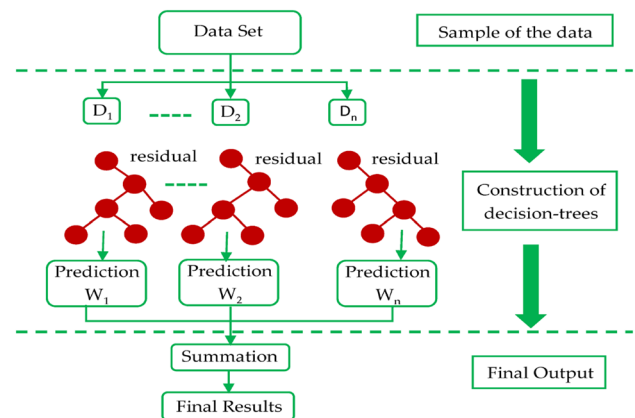 Data Set
Sample of the data
D₁
D₂
Dₙ
residual
residual
residual
Construction of
decision-trees
Prediction
W₁
Prediction
W₂
Prediction
Wₙ
Summation
Final Output
Final Results